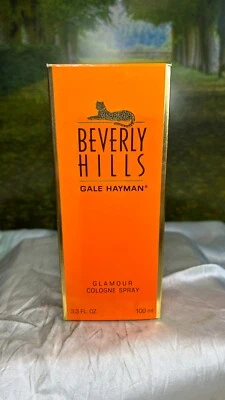 BEVERLY
HILLS
GALE HAYMAN®
GLAMOUR
COLOGNE SPRAY
3.3 FL. OZ. 100 ml